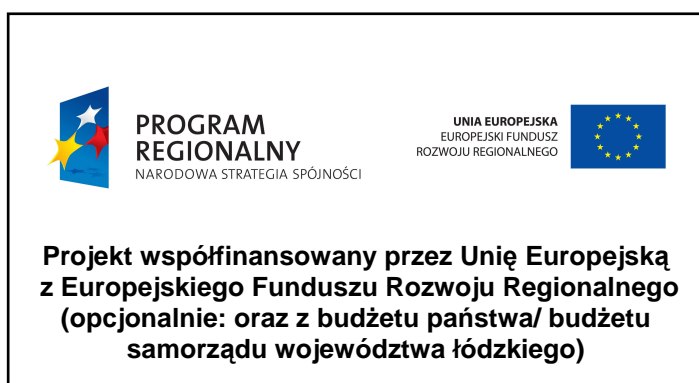 PROGRAM
REGIONALNY
NARODOWA STRATEGIA SPÓJNOŚCI
UNIA EUROPEJSKA
EUROPEJSKI FUNDUSZ
ROZWOJU REGIONALNEGO
Projekt współfinansowany przez Unię Europejską
z Europejskiego Funduszu Rozwoju Regionalnego
(opcjonalnie: oraz z budżetu państwa/ budżetu
samorządu województwa łódzkiego)